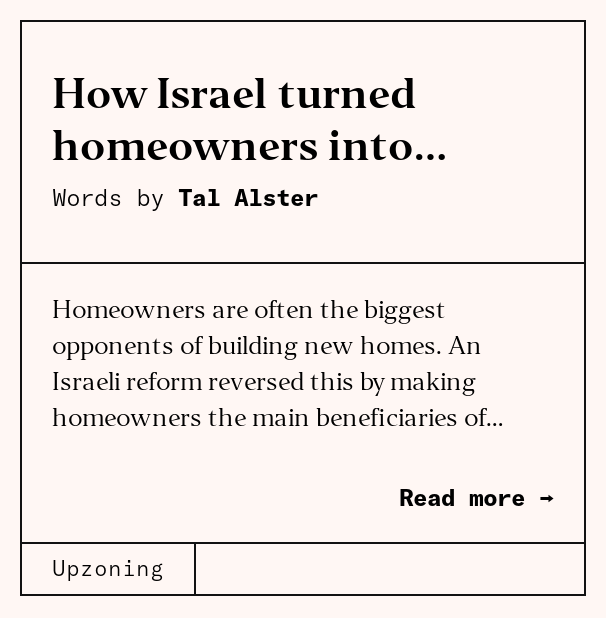 How Israel turned
homeowners into...
Words by Tal Alster
Homeowners are often the biggest
opponents of building new homes. An
Israeli reform reversed this by making
homeowners the main beneficiaries of...
Read more →
Upzoning